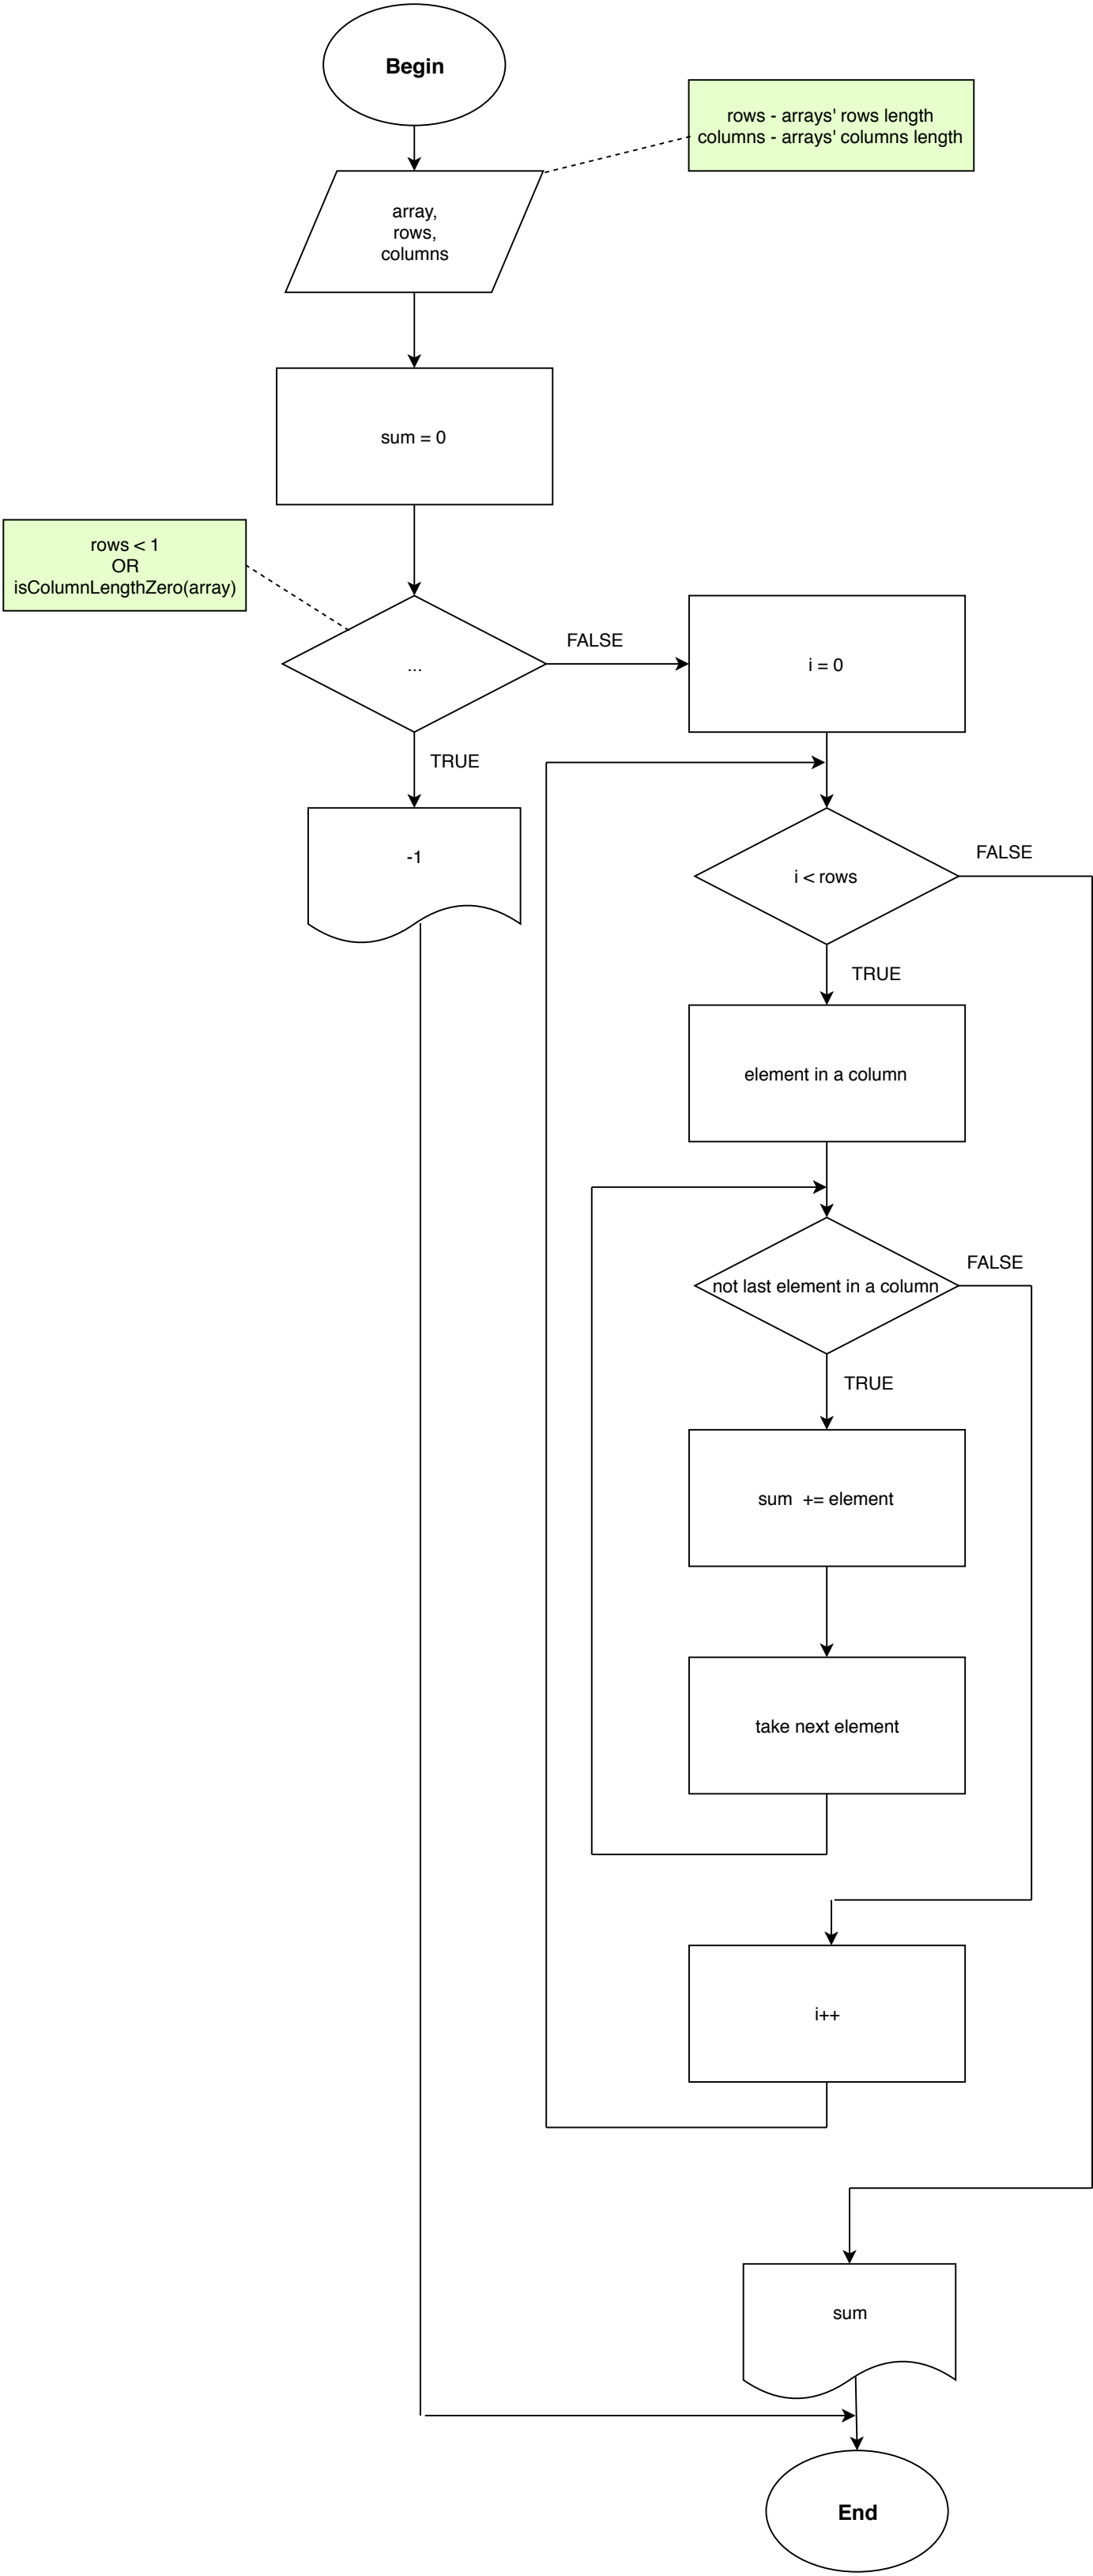 Begin
rows - arrays' rows length
columns - arrays' columns length
array,
rows,
columns
sum = 0
rows < 1
OR
isColumnLengthZero(array)
...
FALSE
i = 0
TRUE
-1
i < rows
FALSE
TRUE
element in a column
not last element in a column
FALSE
TRUE
sum  += element
take next element
i++
sum
End